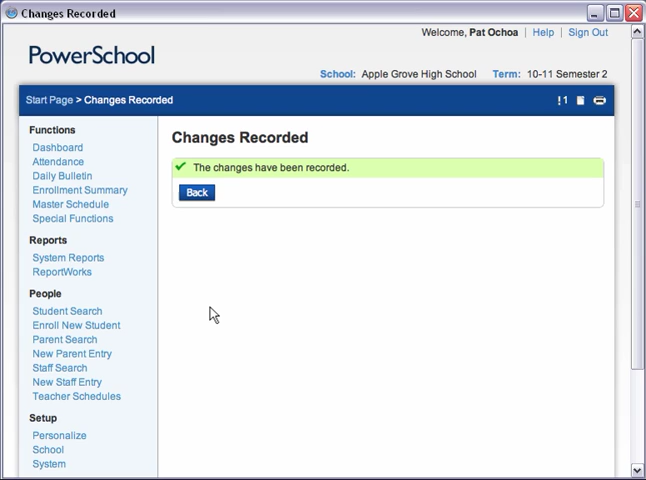 Changes Recorded
Welcome, Pat Ochoa | Help | Sign Out
PowerSchool
School: Apple Grove High School Term: 10-11 Semester 2
Start Page > Changes Recorded
!1
Functions
Dashboard
Attendance
Daily Bulletin
Enrollment Summary
Master Schedule
Special Functions
Reports
System Reports
ReportWorks
People
Student Search
Enroll New Student
Parent Search
New Parent Entry
Staff Search
New Staff Entry
Teacher Schedules
Setup
Personalize
School
System
Changes Recorded
The changes have been recorded.
Back